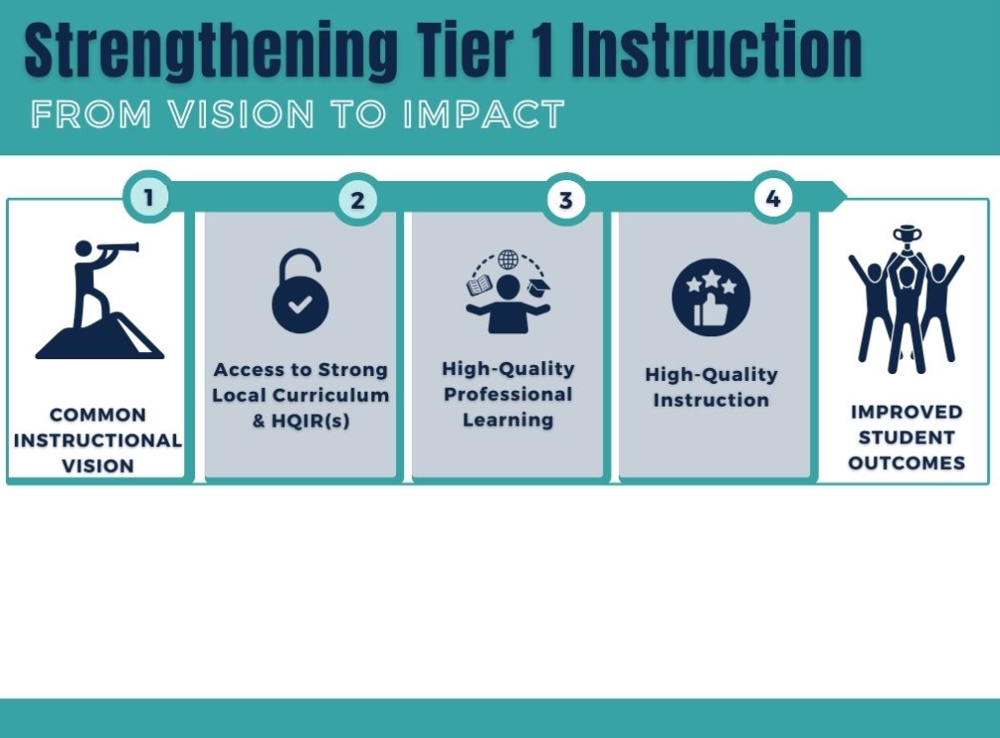 Strengthening Tier 1 Instruction
FROM VISION TO IMPACT
1
2
3
4
COMMON
INSTRUCTIONAL
VISION
Access to Strong
Local Curriculum
& HQIR(s)
High-Quality
Professional
Learning
High-Quality
Instruction
IMPROVED
STUDENT
OUTCOMES